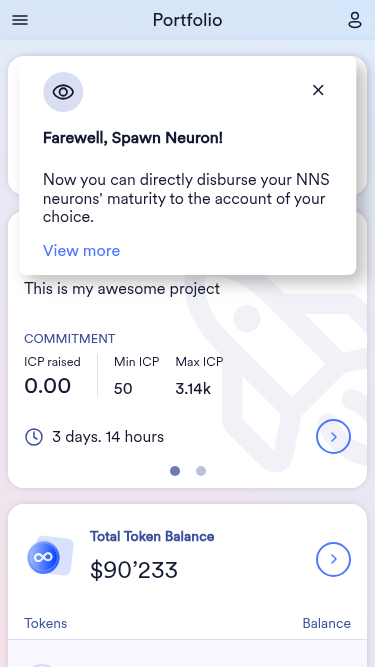 Portfolio
Farewell, Spawn Neuron!
Now you can directly disburse your NNS
neurons' maturity to the account of your
choice.
View more
This is my awesome project
COMMITMENT
ICP raised
Min ICP
Max ICP
0.00
50
3.14k
3 days. 14 hours
Total Token Balance
$90’233
Tokens
Balance